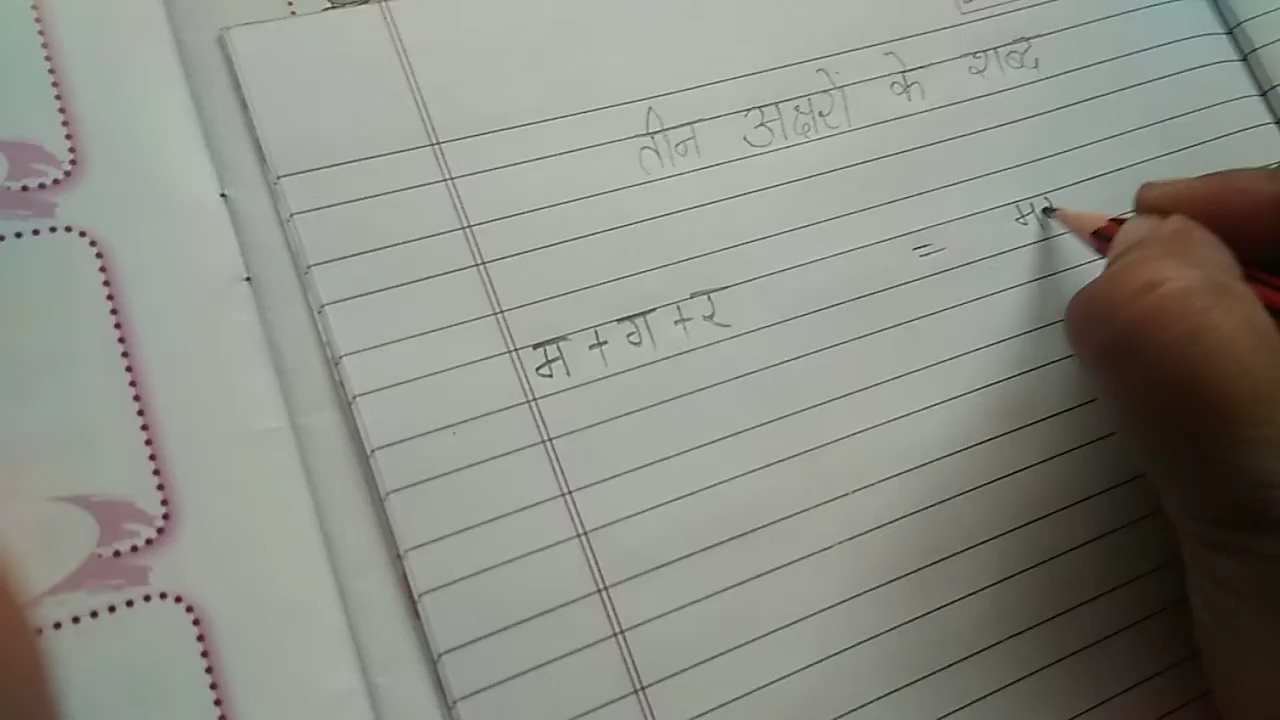 तीन अक्षरों के शब्द
म + ग + र = म